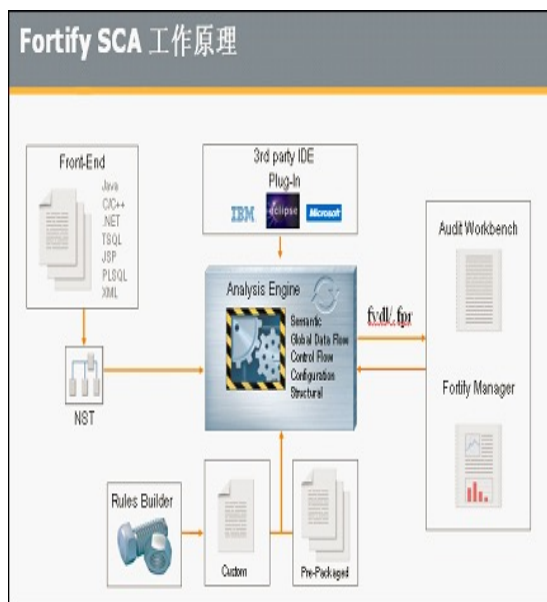 Fortify SCA 工作原理
Front-End
Java
C/C++
.NET
TSQL
JSP
PLSQL
XML
3rd party IDE
Plug-In
IBM
eclipse
Microsoft
Audit Workbench
Analysis Engine
Semantic
Global Data Flow
Control Flow
Configuration
Structural
fvdl/.fpr
NST
Fortify Manager
Rules Builder
Custom
Pre-Packaged